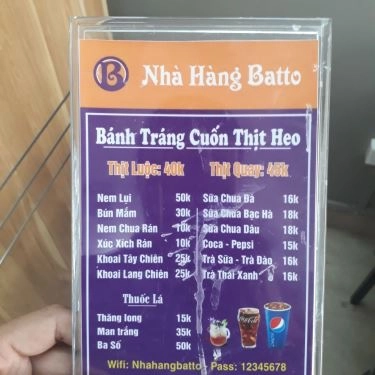 B Nhà Hàng Batto
Bánh Tráng Cuốn Thịt Heo
Thịt Luộc: 40k Thịt Quay: 45k
Nem Lụi 50k
Bún Mắm 30k
Nem Chua Rán 10k
Xúc Xích Rán 10k
Khoai Tây Chiên 25k
Khoai Lang Chiên 25k
Sữa Chua Đá 16k
Sữa Chua Bạc Hà 18k
Sữa Chua Dâu 18k
Coca - Pepsi 15k
Trà Sữa - Trà Đào 16k
Trà Thái Xanh 16k
Thuốc Lá
Thăng long 15k
Man trắng 35k
Ba Số 50k
Coca-Cola
pepsi
Wifi: Nhahangbatto - Pass: 12345678